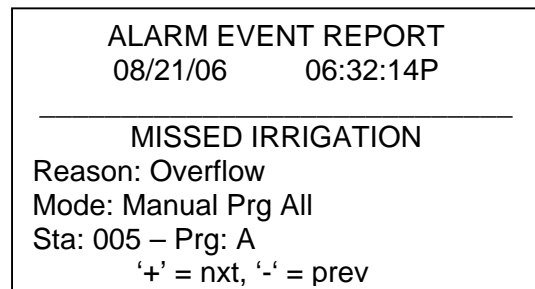 ALARM EVENT REPORT
08/21/06 06:32:14P
MISSED IRRIGATION
Reason: Overflow
Mode: Manual Prg All
Sta: 005 – Prg: A
‘+’ = nxt, ‘-‘ = prev